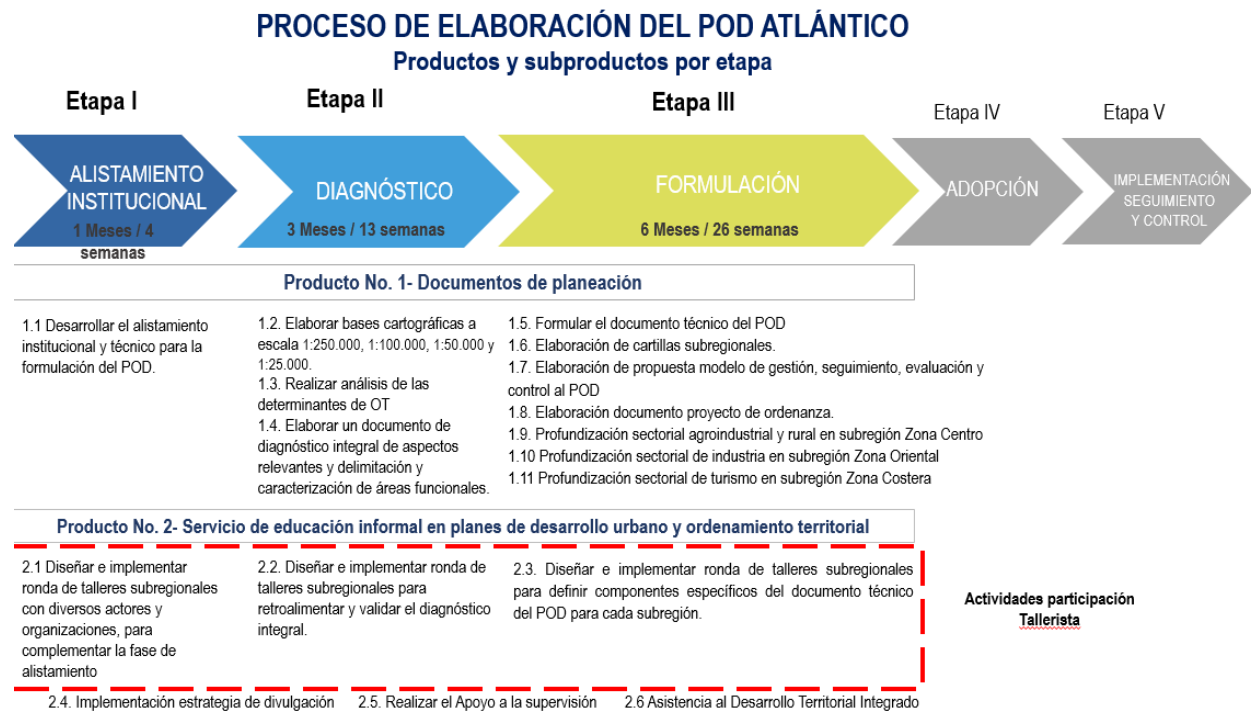 PROCESO DE ELABORACIÓN DEL POD ATLÁNTICO
Productos y subproductos por etapa
Etapa I
Etapa II
Etapa III
Etapa IV
Etapa V
ALISTAMIENTO
INSTITUCIONAL
1 Meses / 4
semanas
DIAGNÓSTICO
3 Meses / 13 semanas
FORMULACIÓN
6 Meses / 26 semanas
ADOPCIÓN
IMPLEMENTACIÓN
SEGUIMIENTO
Y CONTROL
Producto No. 1- Documentos de planeación
1.1 Desarrollar el alistamiento
institucional y técnico para la
formulación del POD.
1.2. Elaborar bases cartográficas a
escala 1:250.000, 1:100.000, 1:50.000 y
1:25.000.
1.3. Realizar análisis de las
determinantes de OT
1.4. Elaborar un documento de
diagnóstico integral de aspectos
relevantes y delimitación y
caracterización de áreas funcionales.
1.5. Formular el documento técnico del POD
1.6. Elaboración de cartillas subregionales.
1.7. Elaboración de propuesta modelo de gestión, seguimiento, evaluación y
control al POD
1.8. Elaboración documento proyecto de ordenanza.
1.9. Profundización sectorial agroindustrial y rural en subregión Zona Centro
1.10 Profundización sectorial de industria en subregión Zona Oriental
1.11 Profundización sectorial de turismo en subregión Zona Costera
Producto No. 2- Servicio de educación informal en planes de desarrollo urbano y ordenamiento territorial
2.1 Diseñar e implementar
ronda de talleres subregionales
con diversos actores y
organizaciones, para
complementar la fase de
alistamiento
2.2. Diseñar e implementar ronda de
talleres subregionales para
retroalimentar y validar el diagnóstico
integral.
2.3. Diseñar e implementar ronda de talleres subregionales
para definir componentes específicos del documento técnico
del POD para cada subregión.
Actividades participación
Tallerista
2.4. Implementación estrategia de divulgación
2.5. Realizar el Apoyo a la supervisión
2.6 Asistencia al Desarrollo Territorial Integrado